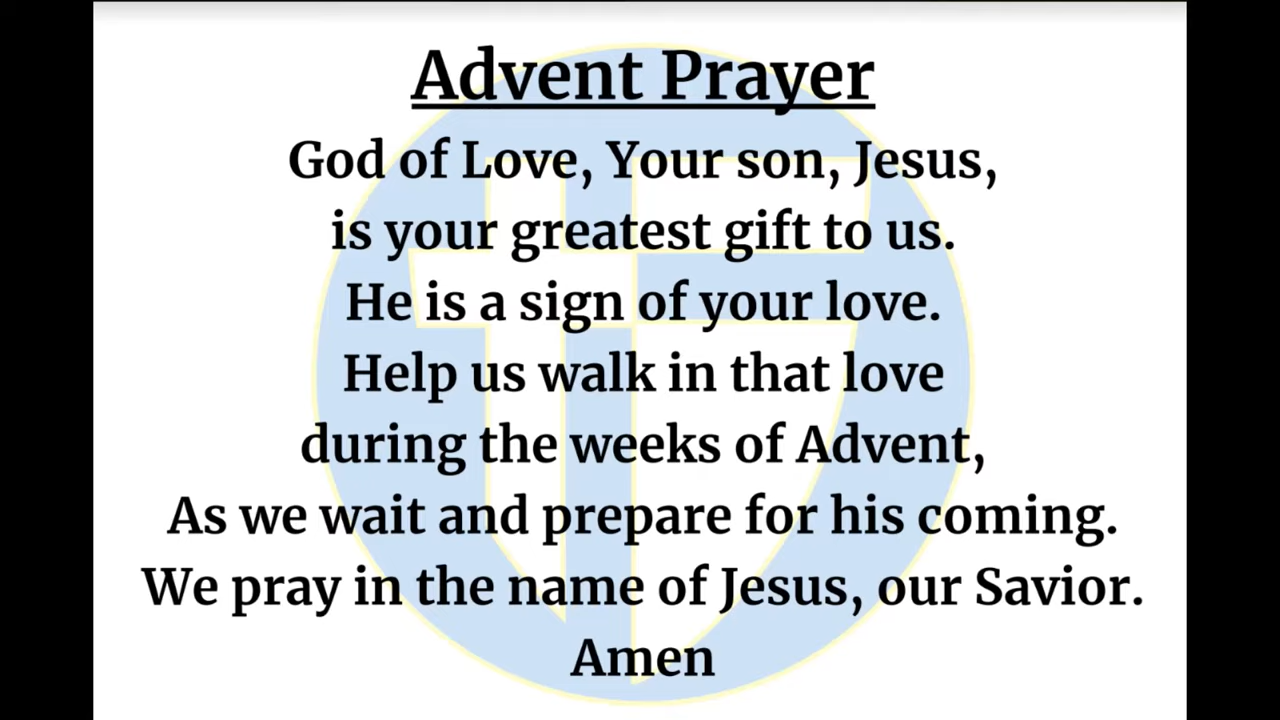 Advent Prayer
God of Love, Your son, Jesus,
is your greatest gift to us.
He is a sign of your love.
Help us walk in that love
during the weeks of Advent,
As we wait and prepare for his coming.
We pray in the name of Jesus, our Savior.
Amen